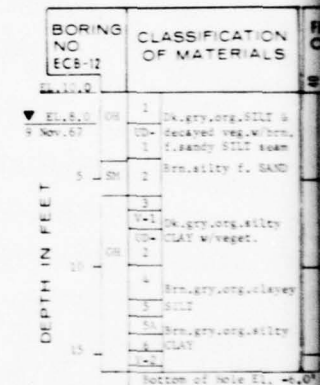 BORING NO ECB-12
CLASSIFICATION OF MATERIALS
EL.10.0
▼ EL.8.0
9 Nov.67
OH
1
Dk.gry,org.SILT &
UD-
decayed veg.w/brn.
1
f.sandy SILT seam
5
SM
2
Brn.silty f. SAND
3
V-1
Dk.gry,org.silty
UD-
CLAY w/veget.
OH
2
10
4
Brn.gry,org.clayey
5
SILT
5A
Brn.gry,org.silty
6
CLAY
15
V-2
Bottom of hole El. -6.0
DEPTH IN FEET